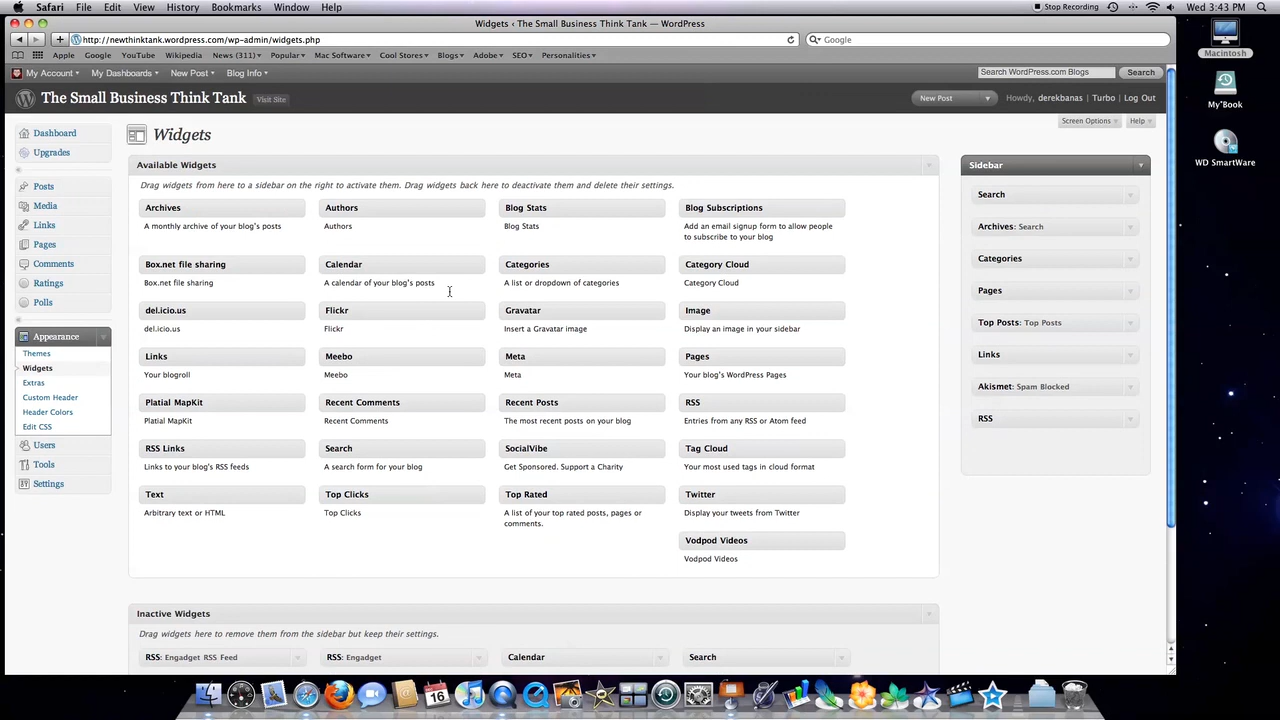 Safari File Edit View History Bookmarks Window Help Stop Recording Wed 3:43 PM
Widgets ‹ The Small Business Think Tank — WordPress
http://newthinktank.wordpress.com/wp-admin/widgets.php Google
Apple Google YouTube Wikipedia News (311) Popular Mac Software Cool Stores Blogs Adobe SEO Personalities
My Account My Dashboards New Post Blog Info Search WordPress.com Blogs Search
The Small Business Think Tank Visit Site New Post Howdy, derekbanas | Turbo | Log Out
Screen Options Help
Widgets
Dashboard
Upgrades
Posts
Media
Links
Pages
Comments
Ratings
Polls
Appearance
Themes
Widgets
Extras
Custom Header
Header Colors
Edit CSS
Users
Tools
Settings
Available Widgets
Drag widgets from here to a sidebar on the right to activate them. Drag widgets back here to deactivate them and delete their settings.
Archives Authors Blog Stats Blog Subscriptions
A monthly archive of your blog's posts Authors Blog Stats Add an email signup form to allow people
to subscribe to your blog
Box.net file sharing Calendar Categories Category Cloud
Box.net file sharing A calendar of your blog's posts A list or dropdown of categories Category Cloud
del.icio.us Flickr Gravatar Image
del.icio.us Flickr Insert a Gravatar image Display an image in your sidebar
Links Meebo Meta Pages
Your blogroll Meebo Meta Your blog's WordPress Pages
Platial MapKit Recent Comments Recent Posts RSS
Platial MapKit Recent Comments The most recent posts on your blog Entries from any RSS or Atom feed
RSS Links Search SocialVibe Tag Cloud
Links to your blog's RSS feeds A search form for your blog Get Sponsored. Support a Charity Your most used tags in cloud format
Text Top Clicks Top Rated Twitter
Arbitrary text or HTML Top Clicks A list of your top rated posts, pages or Display your tweets from Twitter
comments.
Vodpod Videos
Vodpod Videos
Inactive Widgets
Drag widgets here to remove them from the sidebar but keep their settings.
RSS: Engadget RSS Feed RSS: Engadget Calendar Search
Sidebar
Search
Archives: Search
Categories
Pages
Top Posts: Top Posts
Links
Akismet: Spam Blocked
RSS
Macintosh
My Book
WD SmartWare